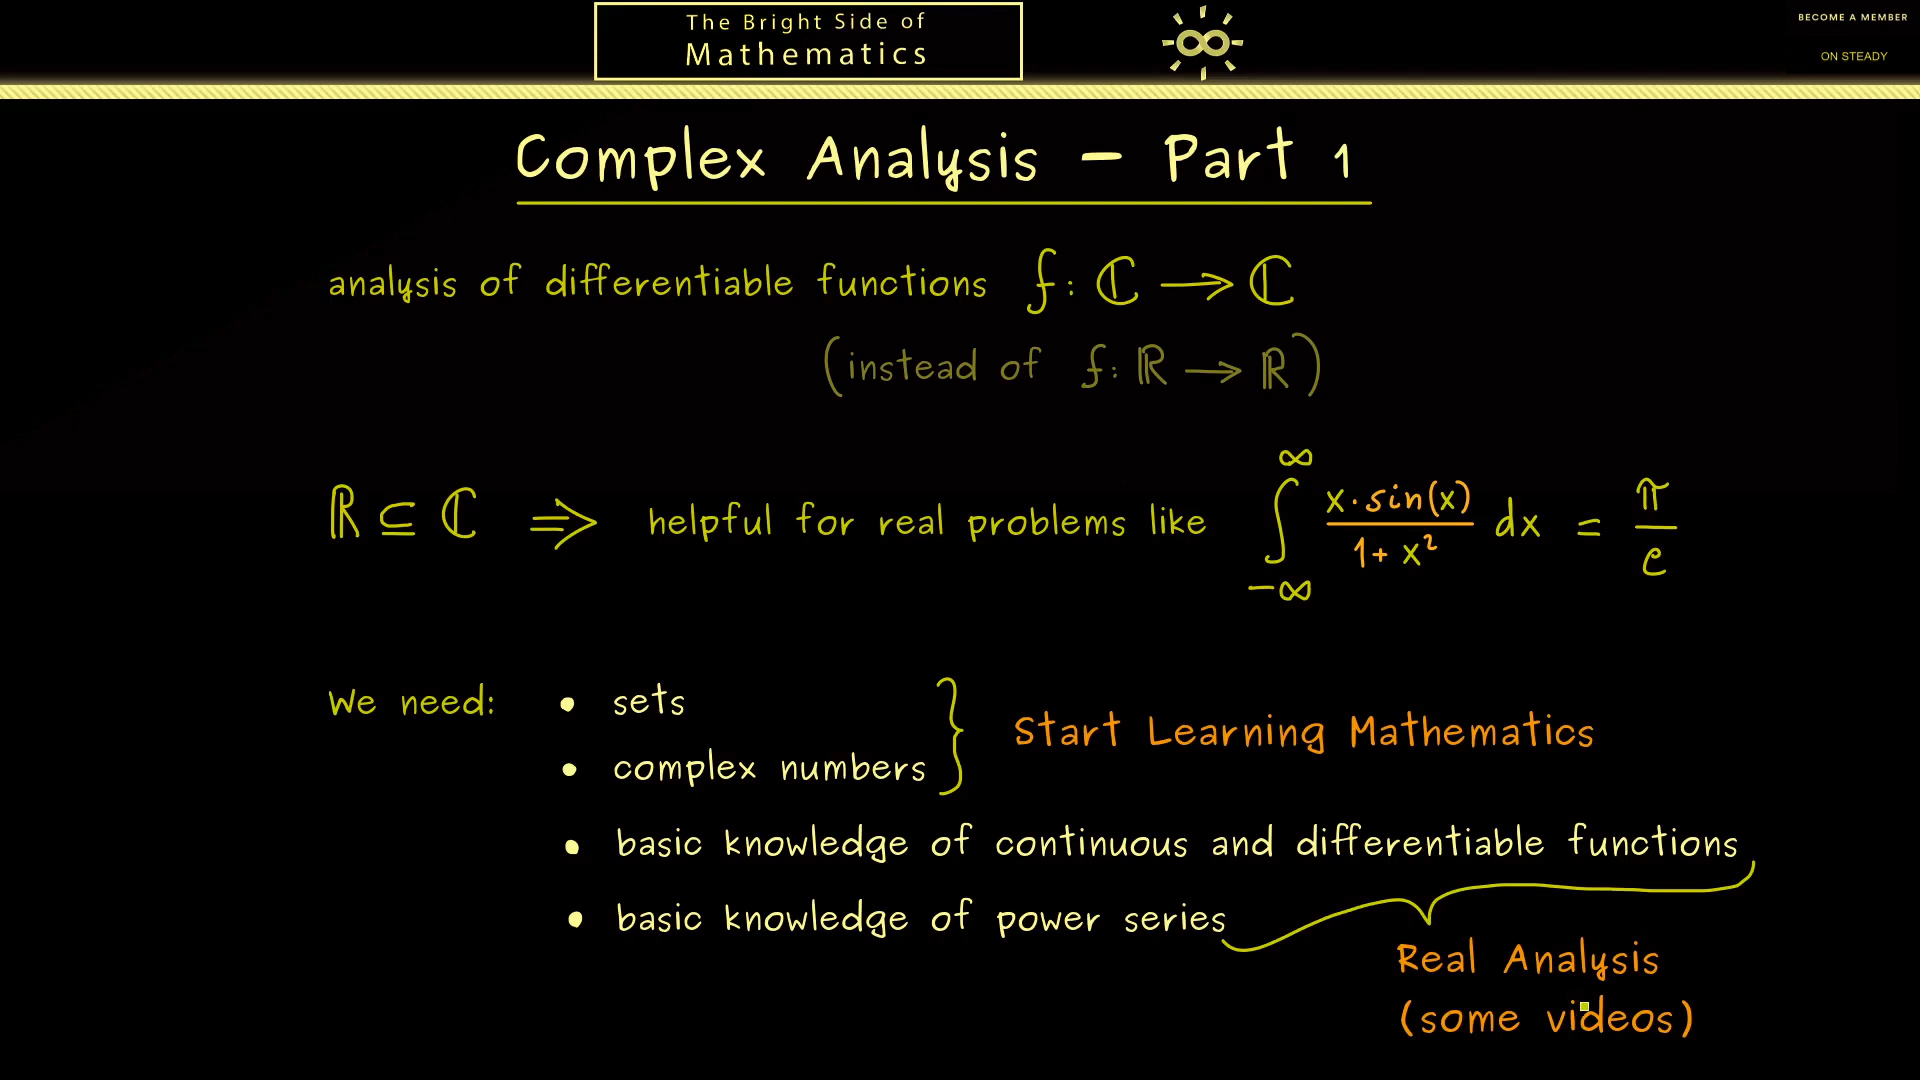 The Bright Side of
Mathematics
BECOME A MEMBER
ON STEADY
Complex Analysis – Part 1
analysis of differentiable functions f: ℂ ⟶ ℂ
(instead of f: ℝ ⟶ ℝ)
ℝ ⊆ ℂ ⟹ helpful for real problems like ∫_{-∞}^{∞} x·sin(x)/(1+x²) dx = π/e
We need: • sets
• complex numbers } Start Learning Mathematics
• basic knowledge of continuous and differentiable functions
• basic knowledge of power series
Real Analysis
(some videos)